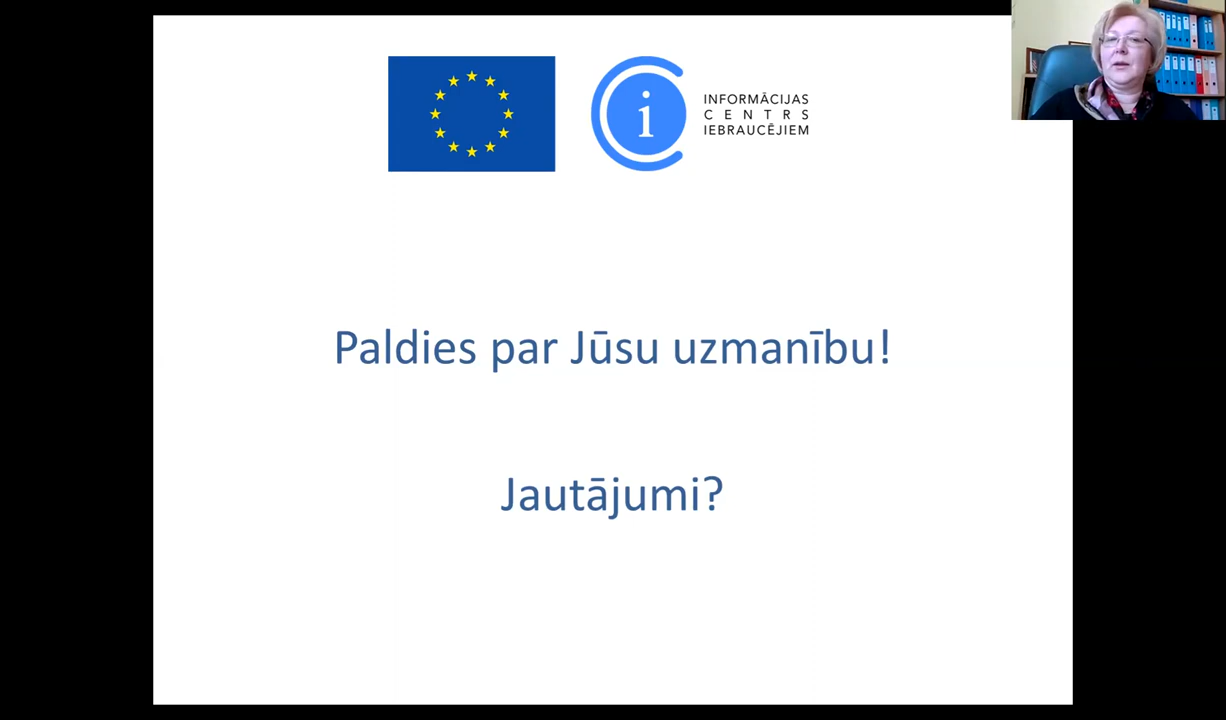 i
INFORMĀCIJAS
CENTRS
IEBRAUCĒJIEM
Paldies par Jūsu uzmanību!
Jautājumi?